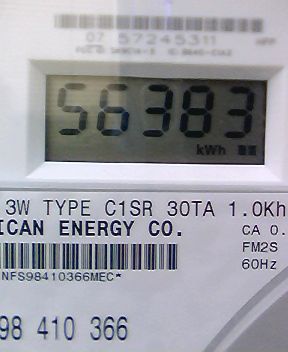 07 57245311
56383
kWh
3W TYPE C1SR 30TA 1.0Kh
ICAN ENERGY CO.
CA 0.
FM2S
60Hz
NFS98410366MEC*
98 410 366